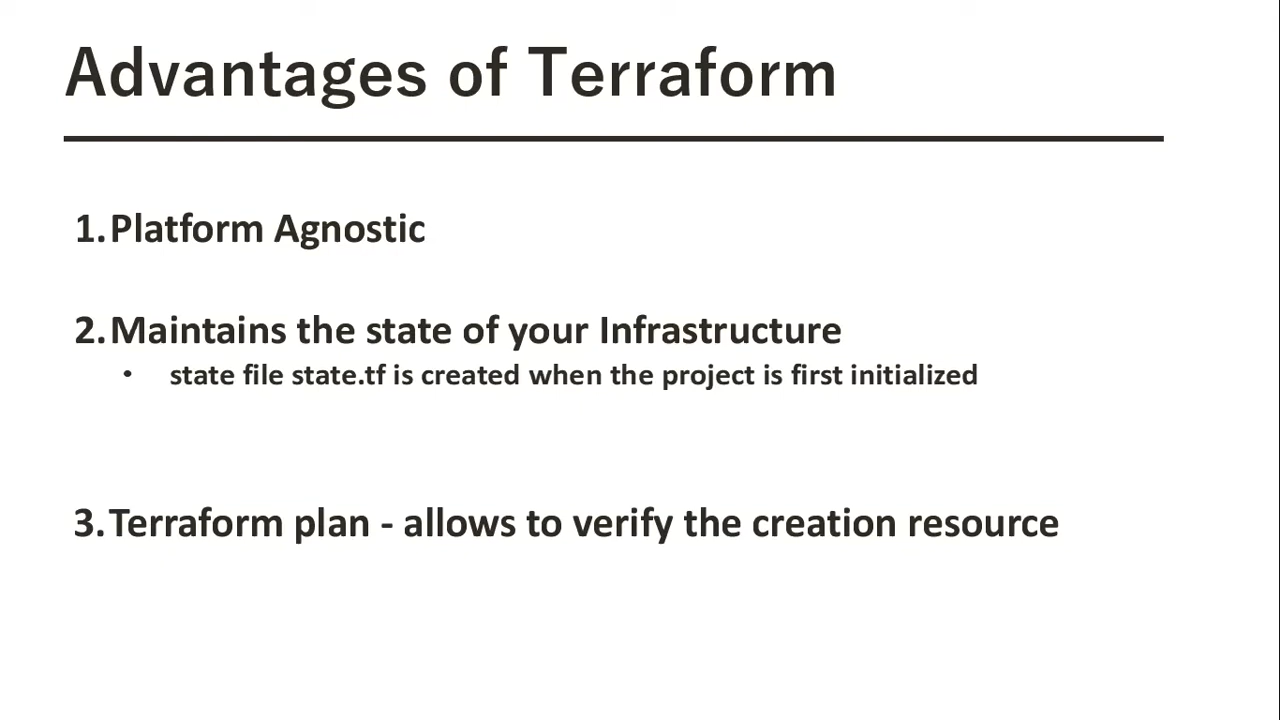 Advantages of Terraform
1. Platform Agnostic
2. Maintains the state of your Infrastructure
• state file state.tf is created when the project is first initialized
3. Terraform plan - allows to verify the creation resource